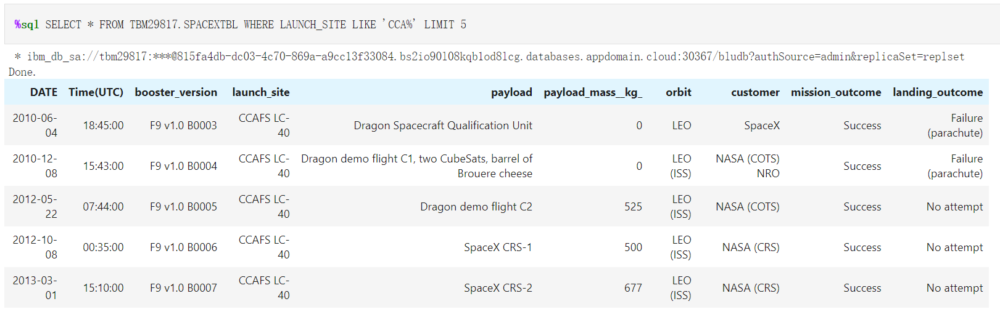 %sql SELECT * FROM TBM29817.SPACEXTBL WHERE LAUNCH_SITE LIKE 'CCA%' LIMIT 5
* ibm_db_sa://tbm29817:***@815fa4db-dc03-4c70-869a-a9cc13f33084.bs2io90l08kqb1od8lcg.databases.appdomain.cloud:30367/bludb?authSource=admin&replicaSet=replset
Done.
DATE Time(UTC) booster_version launch_site payload payload_mass__kg_ orbit customer mission_outcome landing_outcome
2010-06-04 18:45:00 F9 v1.0 B0003 CCAFS LC-40 Dragon Spacecraft Qualification Unit 0 LEO SpaceX Success Failure (parachute)
2010-12-08 15:43:00 F9 v1.0 B0004 CCAFS LC-40 Dragon demo flight C1, two CubeSats, barrel of Brouere cheese 0 LEO (ISS) NASA (COTS) NRO Success Failure (parachute)
2012-05-22 07:44:00 F9 v1.0 B0005 CCAFS LC-40 Dragon demo flight C2 525 LEO (ISS) NASA (COTS) Success No attempt
2012-10-08 00:35:00 F9 v1.0 B0006 CCAFS LC-40 SpaceX CRS-1 500 LEO (ISS) NASA (CRS) Success No attempt
2013-03-01 15:10:00 F9 v1.0 B0007 CCAFS LC-40 SpaceX CRS-2 677 LEO (ISS) NASA (CRS) Success No attempt